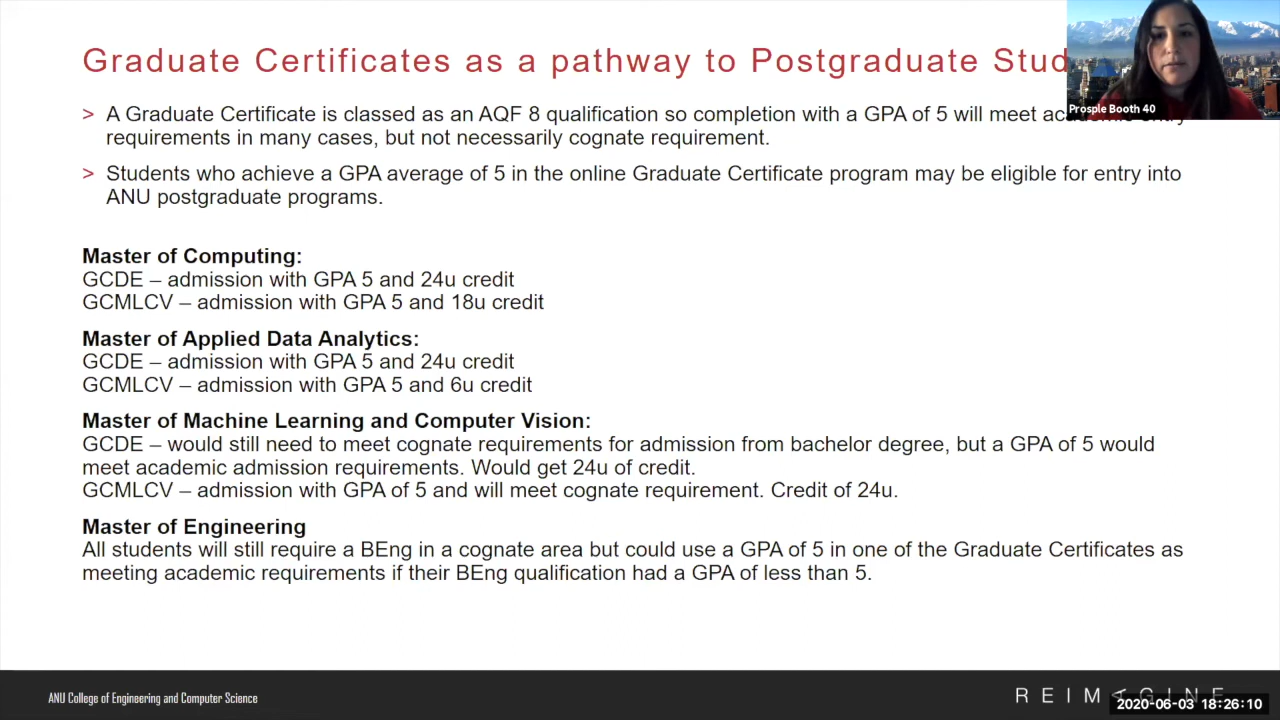 Graduate Certificates as a pathway to Postgraduate
Prosple Booth 40
> A Graduate Certificate is classed as an AQF 8 qualification so completion with a GPA of 5 will meet
requirements in many cases, but not necessarily cognate requirement.
> Students who achieve a GPA average of 5 in the online Graduate Certificate program may be eligible for entry into
ANU postgraduate programs.
Master of Computing:
GCDE – admission with GPA 5 and 24u credit
GCMLCV – admission with GPA 5 and 18u credit
Master of Applied Data Analytics:
GCDE – admission with GPA 5 and 24u credit
GCMLCV – admission with GPA 5 and 6u credit
Master of Machine Learning and Computer Vision:
GCDE – would still need to meet cognate requirements for admission from bachelor degree, but a GPA of 5 would
meet academic admission requirements. Would get 24u of credit.
GCMLCV – admission with GPA of 5 and will meet cognate requirement. Credit of 24u.
Master of Engineering
All students will still require a BEng in a cognate area but could use a GPA of 5 in one of the Graduate Certificates as
meeting academic requirements if their BEng qualification had a GPA of less than 5.
ANU College of Engineering and Computer Science
REIMAGINE
2020-06-03 18:26:10